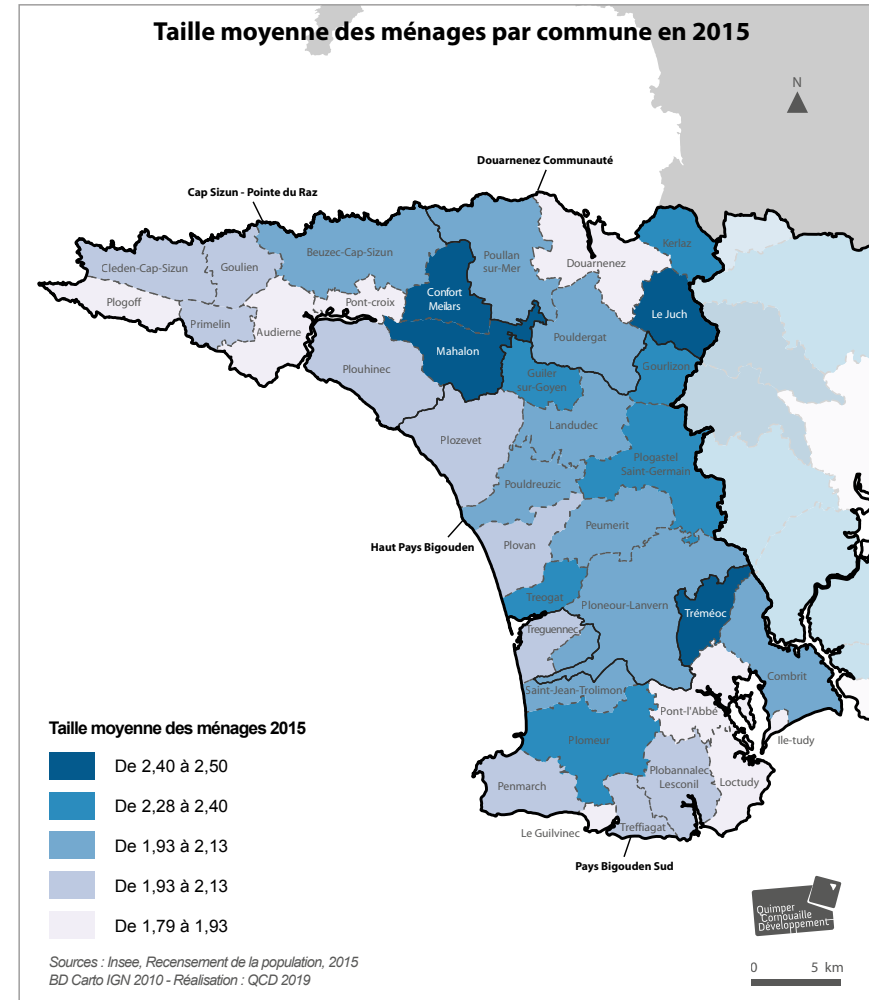 Taille moyenne des ménages par commune en 2015
N
Douarnenez Communauté
Cap Sizun - Pointe du Raz
Kerlaz
Beuzec-Cap-Sizun
Poullan
sur-Mer
Cleden-Cap-Sizun
Goulien
Douarnenez
Plogoff
Pont-croix
Confort
Meilars
Le Juch
Primelin
Audierne
Pouldergat
Mahalon
Plouhinec
Guiler
sur-Goyen
Gourlizon
Landudec
Plozevet
Plogastel
Saint-Germain
Pouldreuzic
Peumerit
Haut Pays Bigouden
Plovan
Treogat
Ploneour-Lanvern
Tréméoc
Treguennec
Combrit
Saint-Jean-Trolimon
Pont-l'Abbé
Ile-tudy
Plomeur
Plobannalec
Lesconil
Loctudy
Penmarch
Le Guilvinec
Treffiagat
Pays Bigouden Sud
Taille moyenne des ménages 2015
De 2,40 à 2,50
De 2,28 à 2,40
De 1,93 à 2,13
De 1,93 à 2,13
De 1,79 à 1,93
Sources : Insee, Recensement de la population, 2015
BD Carto IGN 2010 - Réalisation : QCD 2019
Quimper
Cornouaille
Développement
0 5 km